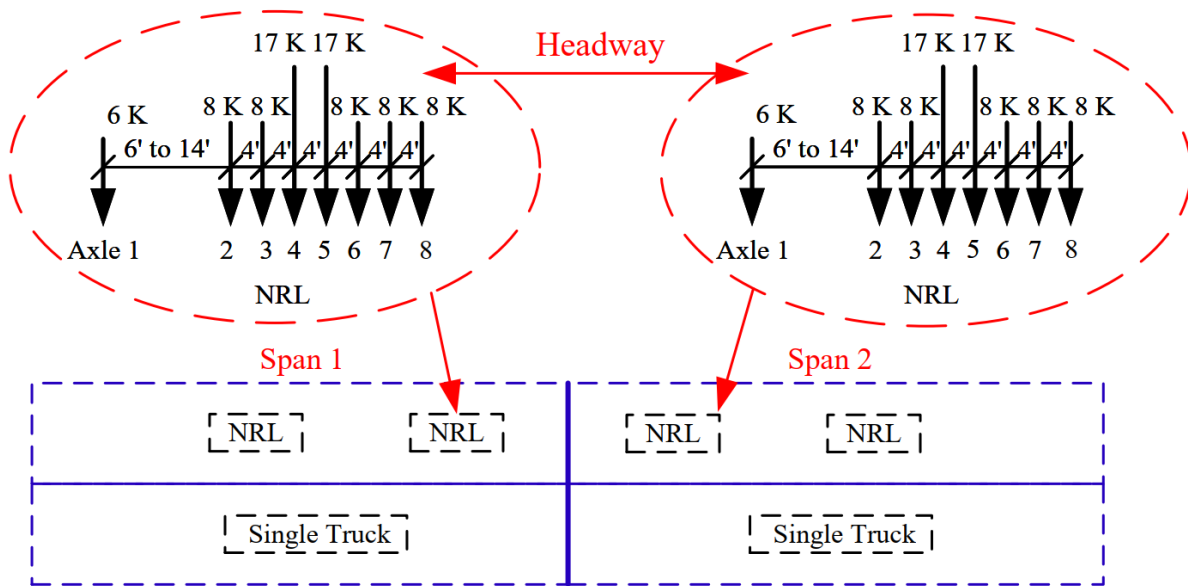 17 K 17 K
Headway
17 K 17 K
6 K
8 K 8 K
8 K 8 K 8 K
6 K
8 K 8 K
8 K 8 K 8 K
6' to 14'
4' 4' 4' 4' 4' 4'
6' to 14'
4' 4' 4' 4' 4' 4'
Axle 1
2 3 4 5 6 7 8
Axle 1
2 3 4 5 6 7 8
NRL
NRL
Span 1
Span 2
NRL
NRL
NRL
NRL
Single Truck
Single Truck